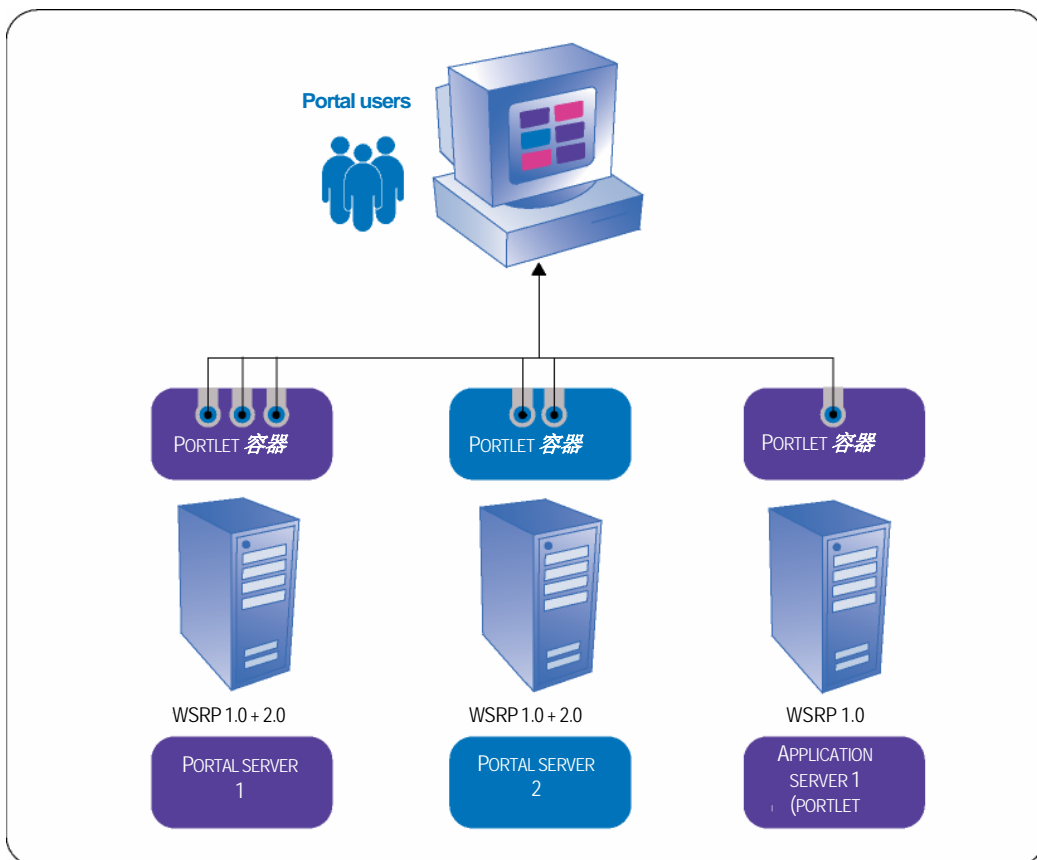 Portal users
PORTLET 容器
PORTLET 容器
PORTLET 容器
WSRP 1.0 + 2.0
WSRP 1.0 + 2.0
WSRP 1.0
PORTAL SERVER
1
PORTAL SERVER
2
APPLICATION
SERVER 1
(PORTLET